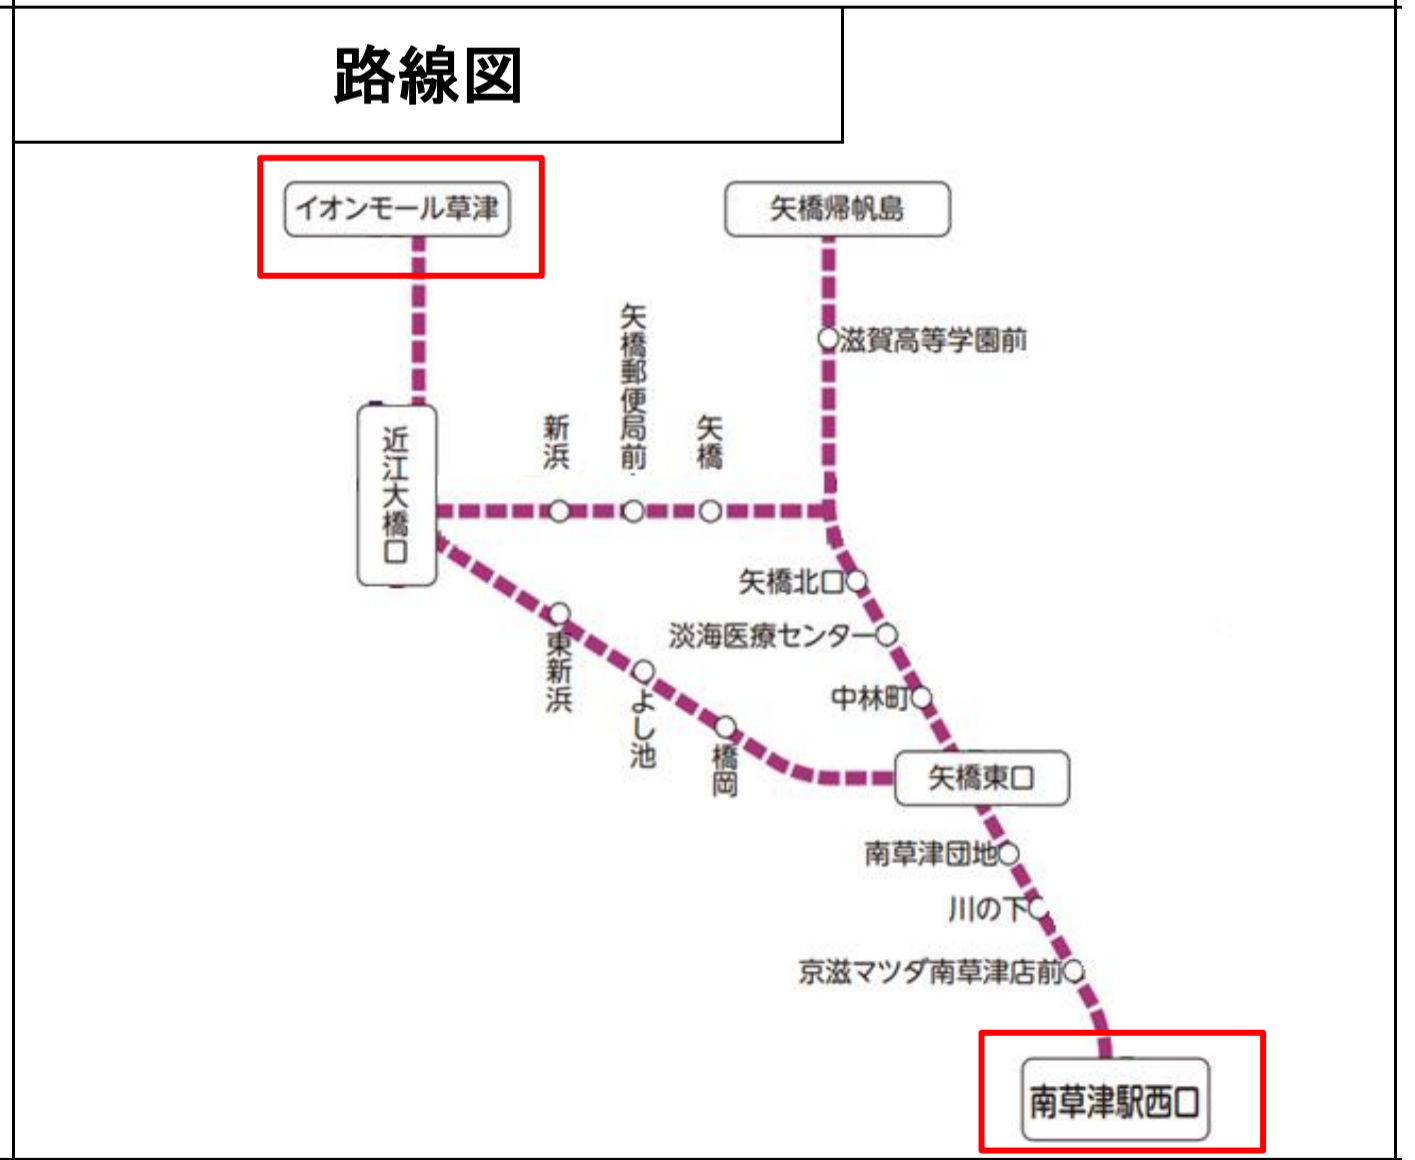 路線図
イオンモール草津
矢橋帰帆島
滋賀高等学園前
矢橋郵便局前
新浜
矢橋
近江大橋口
矢橋北口
淡海医療センター
東新浜
よし池
中林町
橋岡
矢橋東口
南草津団地
川の下
京滋マツダ南草津店前
南草津駅西口